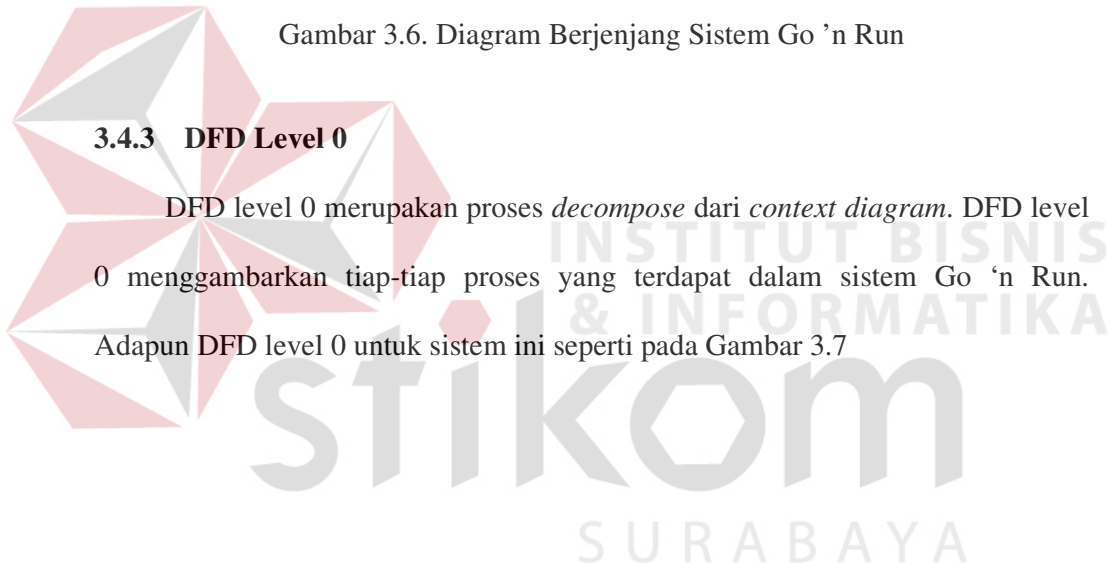 Gambar 3.6. Diagram Berjenjang Sistem Go ’n Run
3.4.3 DFD Level 0
DFD level 0 merupakan proses decompose dari context diagram. DFD level
0 menggambarkan tiap-tiap proses yang terdapat dalam sistem Go ‘n Run.
Adapun DFD level 0 untuk sistem ini seperti pada Gambar 3.7
INSTITUT BISNIS
& INFORMATIKA
stikom
SURABAYA